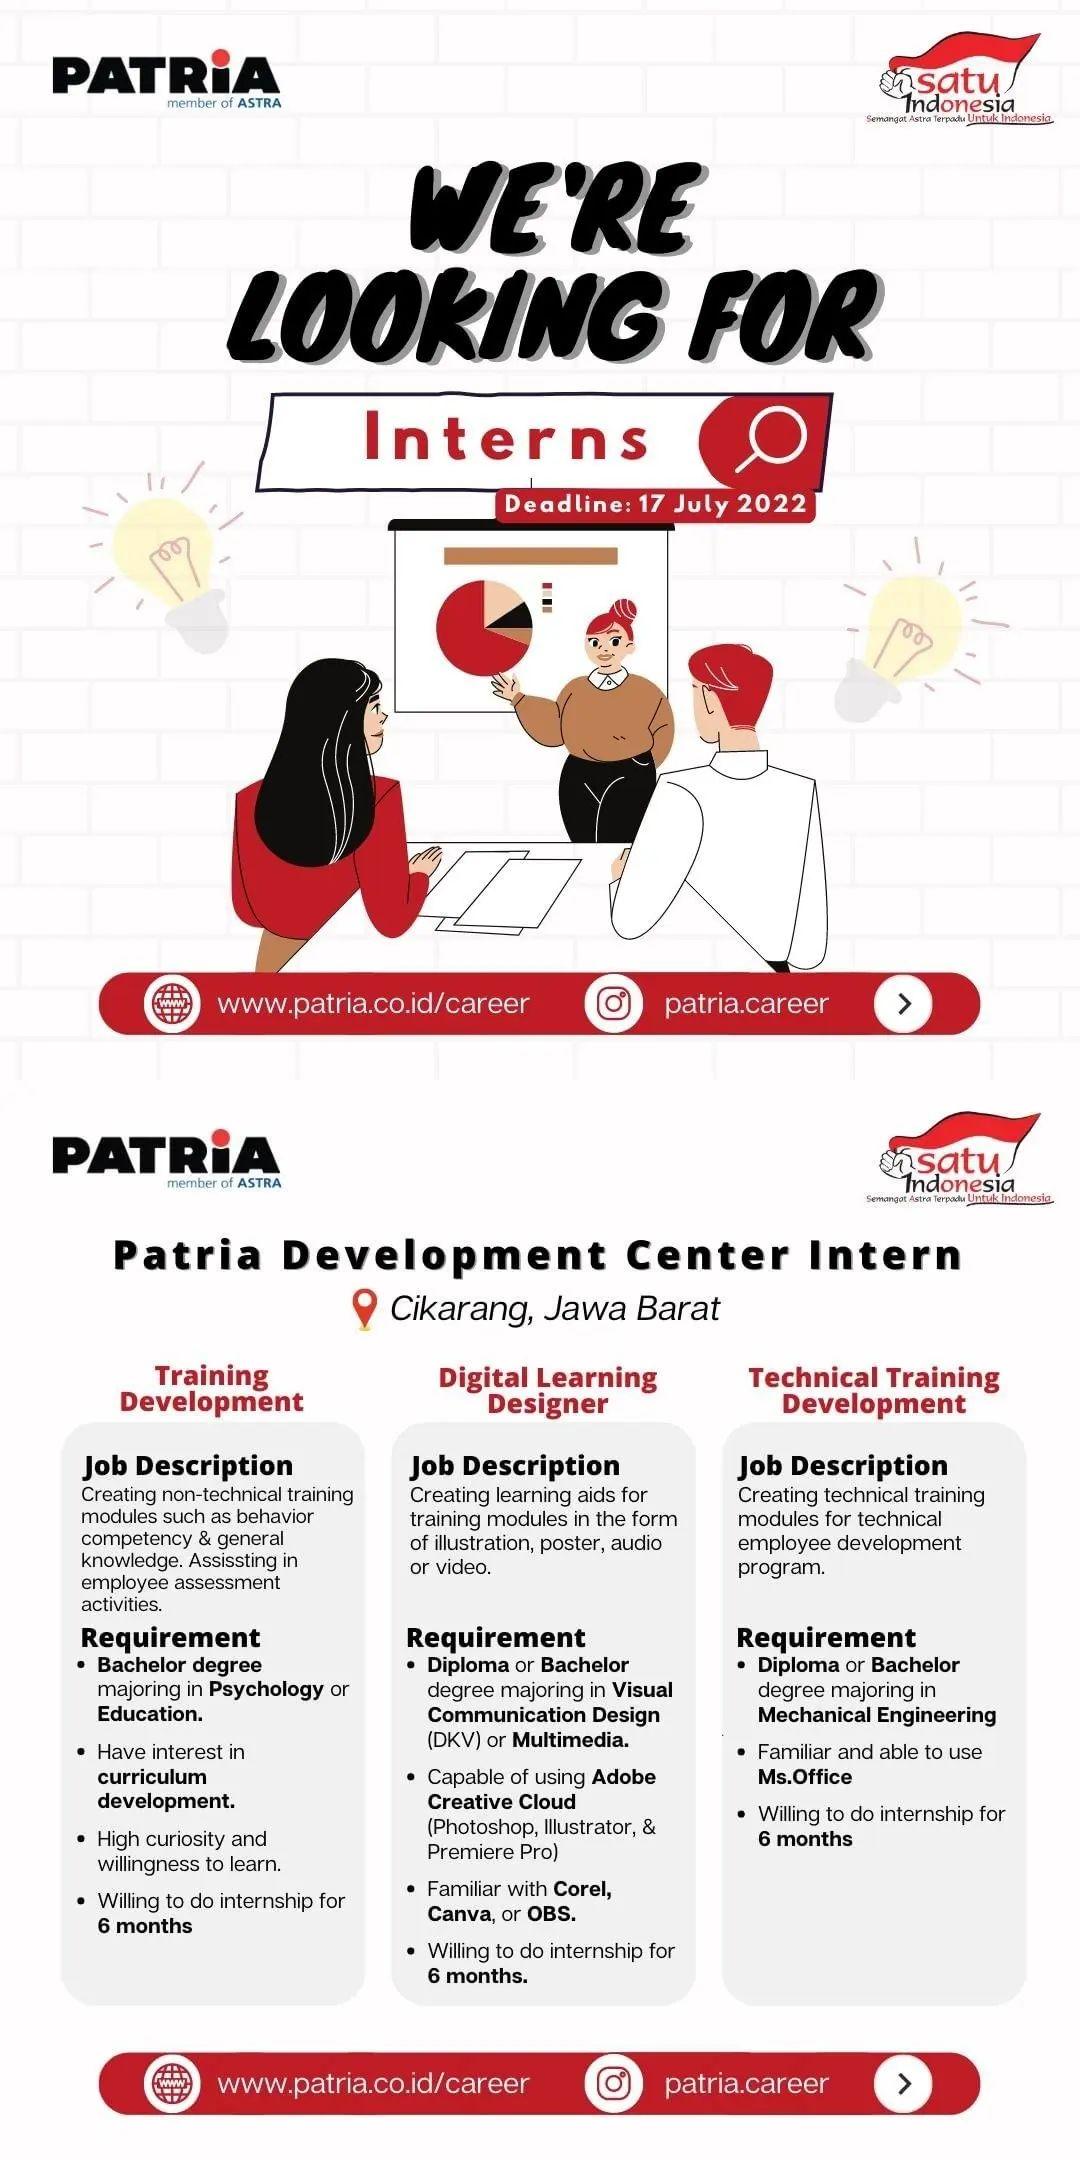 PATRiA
member of ASTRA
satu
Indonesia
Semangat Astra Terpadu Untuk Indonesia
WE'RE
LOOKING FOR
Interns
Deadline: 17 July 2022
www.patria.co.id/career
patria.career
PATRiA
member of ASTRA
satu
Indonesia
Semangat Astra Terpadu Untuk Indonesia
Patria Development Center Intern
Cikarang, Jawa Barat
Training
Development
Job Description
Creating non-technical training
modules such as behavior
competency & general
knowledge. Assissting in
employee assessment
activities.
Requirement
• Bachelor degree
majoring in Psychology or
Education.
• Have interest in
curriculum
development.
• High curiosity and
willingness to learn.
• Willing to do internship for
6 months
Digital Learning
Designer
Job Description
Creating learning aids for
training modules in the form
of illustration, poster, audio
or video.
Requirement
• Diploma or Bachelor
degree majoring in Visual
Communication Design
(DKV) or Multimedia.
• Capable of using Adobe
Creative Cloud
(Photoshop, Illustrator, &
Premiere Pro)
• Familiar with Corel,
Canva, or OBS.
• Willing to do internship for
6 months.
Technical Training
Development
Job Description
Creating technical training
modules for technical
employee development
program.
Requirement
• Diploma or Bachelor
degree majoring in
Mechanical Engineering
• Familiar and able to use
Ms.Office
• Willing to do internship for
6 months
www.patria.co.id/career
patria.career